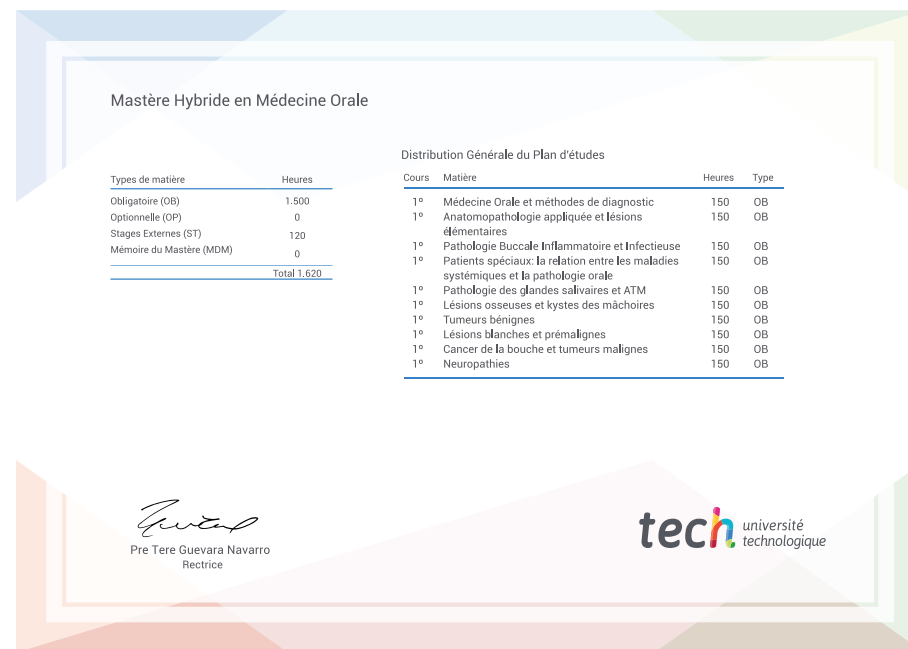 Mastère Hybride en Médecine Orale
Types de matière Heures
Obligatoire (OB) 1.500
Optionnelle (OP) 0
Stages Externes (ST) 120
Mémoire du Mastère (MDM) 0
Total 1.620
Distribution Générale du Plan d'études
Cours Matière Heures Type
1º Médecine Orale et méthodes de diagnostic 150 OB
1º Anatomopathologie appliquée et lésions 150 OB
élémentaires
1º Pathologie Buccale Inflammatoire et Infectieuse 150 OB
1º Patients spéciaux: la relation entre les maladies 150 OB
systémiques et la pathologie orale
1º Pathologie des glandes salivaires et ATM 150 OB
1º Lésions osseuses et kystes des mâchoires 150 OB
1º Tumeurs bénignes 150 OB
1º Lésions blanches et prémalignes 150 OB
1º Cancer de la bouche et tumeurs malignes 150 OB
1º Neuropathies 150 OB
Pre Tere Guevara Navarro
Rectrice
tech université
technologique